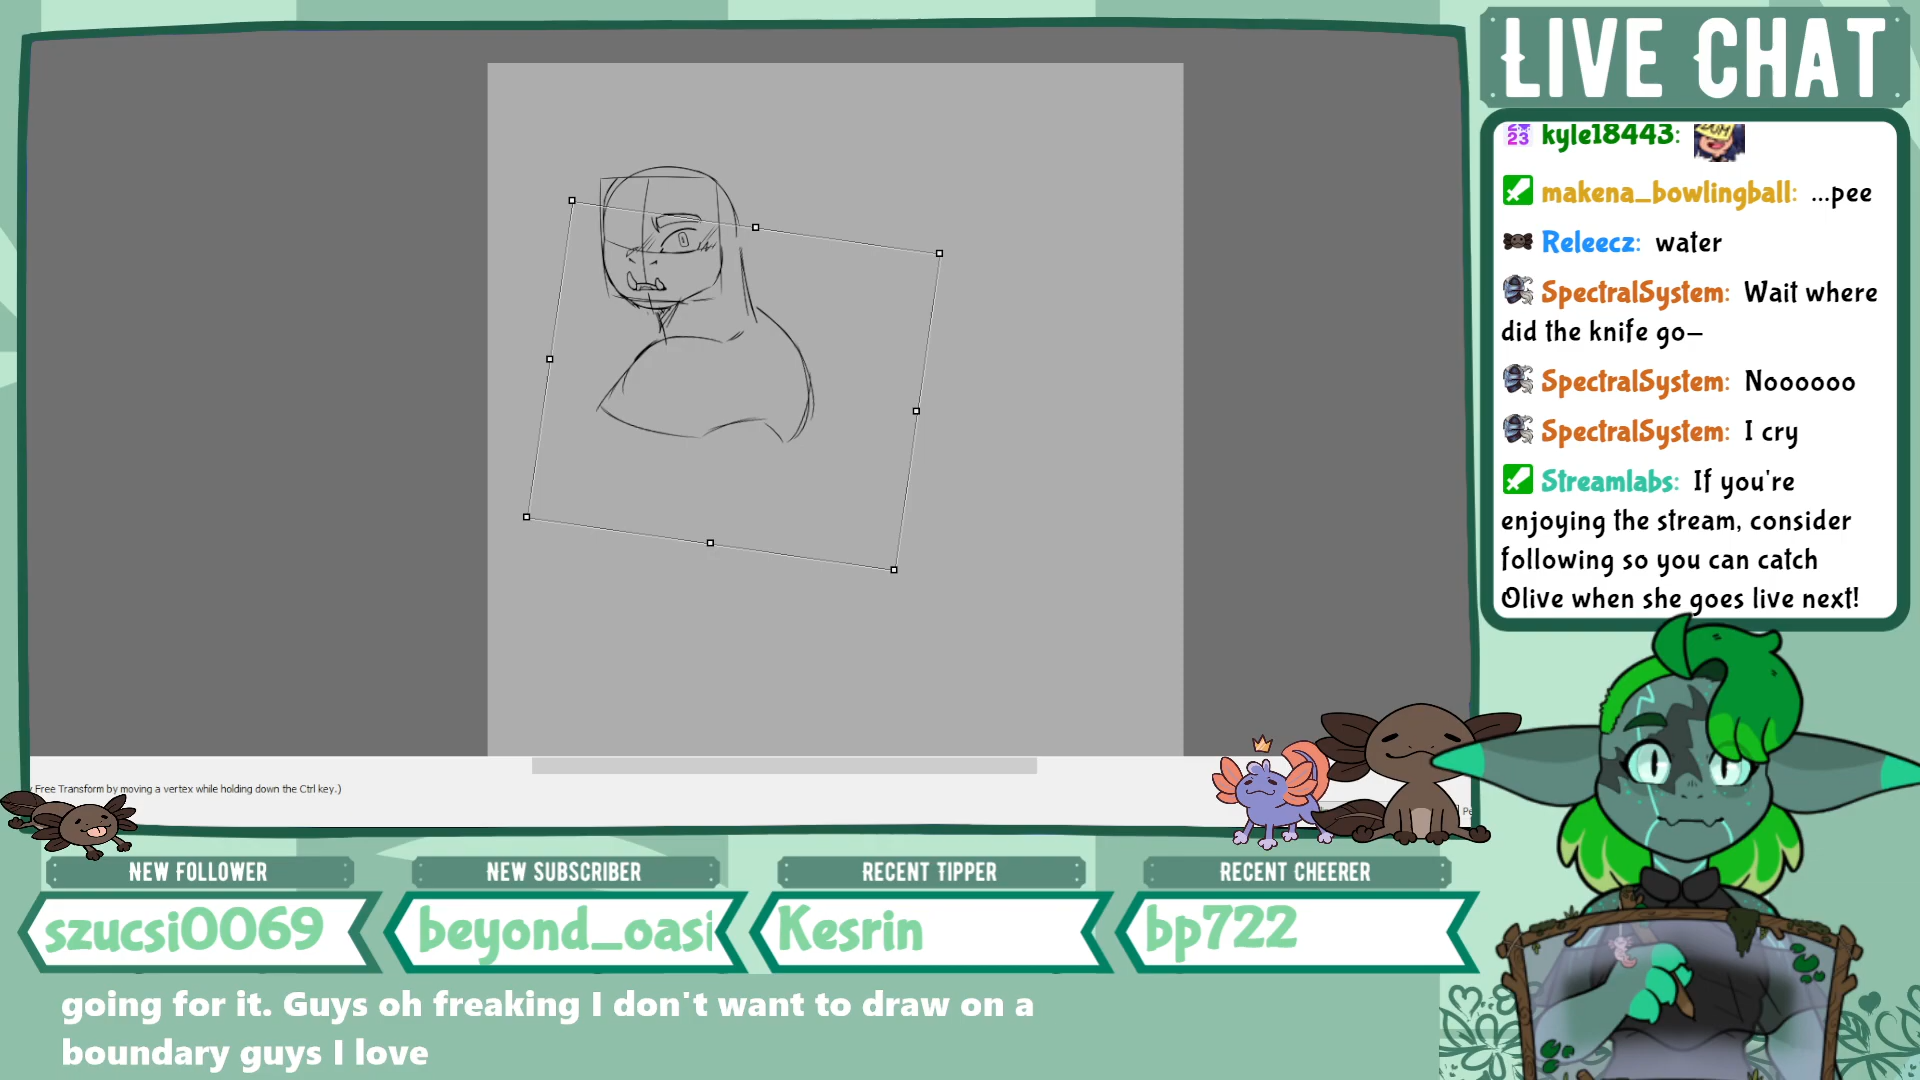 LIVE CHAT
23 kyle18443:
makena_bowlingball: ...pee
Releecz: water
SpectralSystem: Wait where
did the knife go—
SpectralSystem: Noooooo
SpectralSystem: I cry
Streamlabs: If you're
enjoying the stream, consider
following so you can catch
Olive when she goes live next!
Free Transform by moving a vertex while holding down the Ctrl key.)
NEW FOLLOWER
NEW SUBSCRIBER
RECENT TIPPER
RECENT CHEERER
szucsi0069
beyond_oasi
Kesrin
bp722
going for it. Guys oh freaking I don't want to draw on a
boundary guys I love